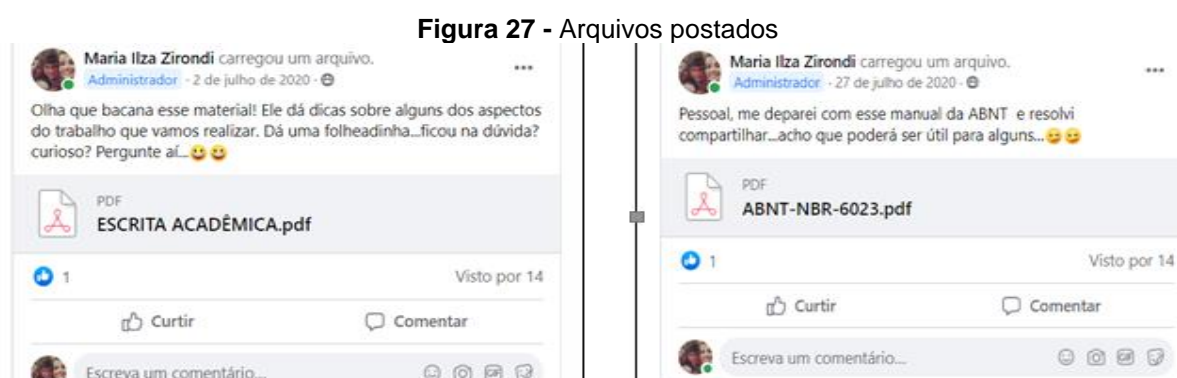 Figura 27 - Arquivos postados
Maria Ilza Zirondi carregou um arquivo.
Administrador · 2 de julho de 2020 ·
Olha que bacana esse material! Ele dá dicas sobre alguns dos aspectos
do trabalho que vamos realizar. Dá uma folheadinha...ficou na dúvida?
curioso? Pergunte aí...
PDF
ESCRITA ACADÊMICA.pdf
1
Visto por 14
Curtir
Comentar
Escreva um comentário...
GIF
Maria Ilza Zirondi carregou um arquivo.
Administrador · 27 de julho de 2020 ·
Pessoal, me deparei com esse manual da ABNT e resolvi
compartilhar...acho que poderá ser útil para alguns...
PDF
ABNT-NBR-6023.pdf
1
Visto por 14
Curtir
Comentar
Escreva um comentário...
GIF